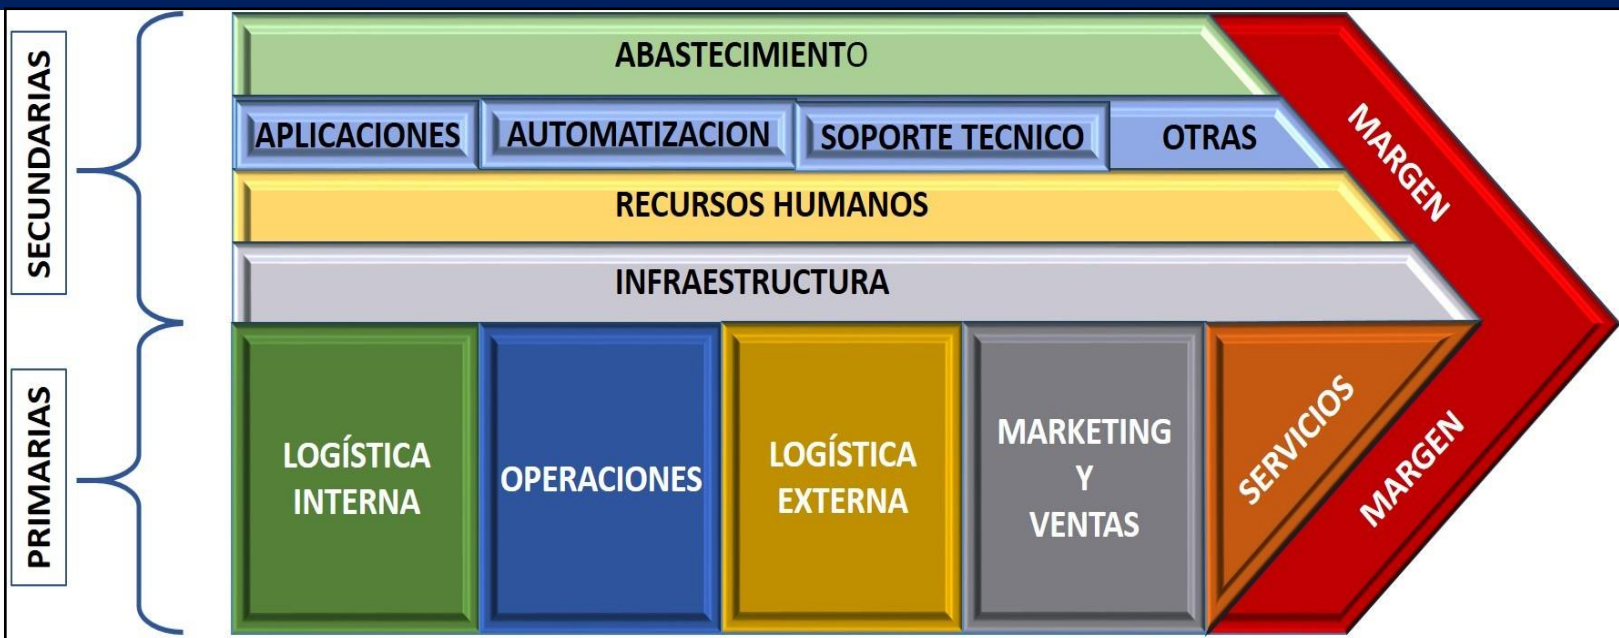 SECUNDARIAS
ABASTECIMIENTO
APLICACIONES
AUTOMATIZACION
SOPORTE TECNICO
OTRAS
RECURSOS HUMANOS
INFRAESTRUCTURA
MARGEN
PRIMARIAS
LOGÍSTICA
INTERNA
OPERACIONES
LOGÍSTICA
EXTERNA
MARKETING
Y
VENTAS
SERVICIOS
MARGEN